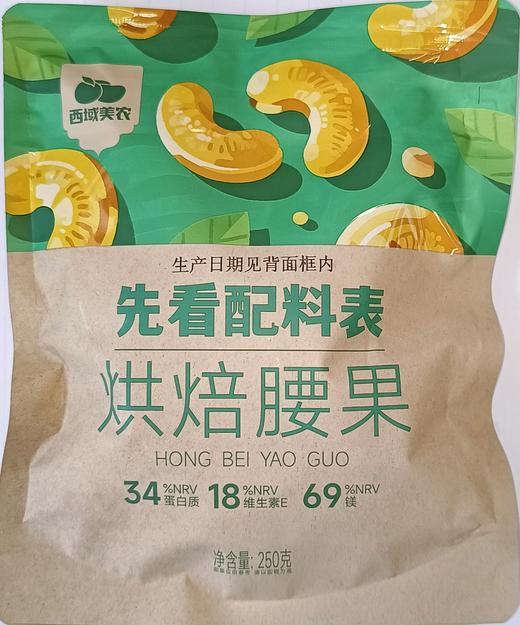 西域美农
生产日期见背面框内
先看配料表
烘焙腰果
HONG BEI YAO GUO
34 %NRV 蛋白质 18 %NRV 维生素E 69 %NRV 镁
净含量: 250克